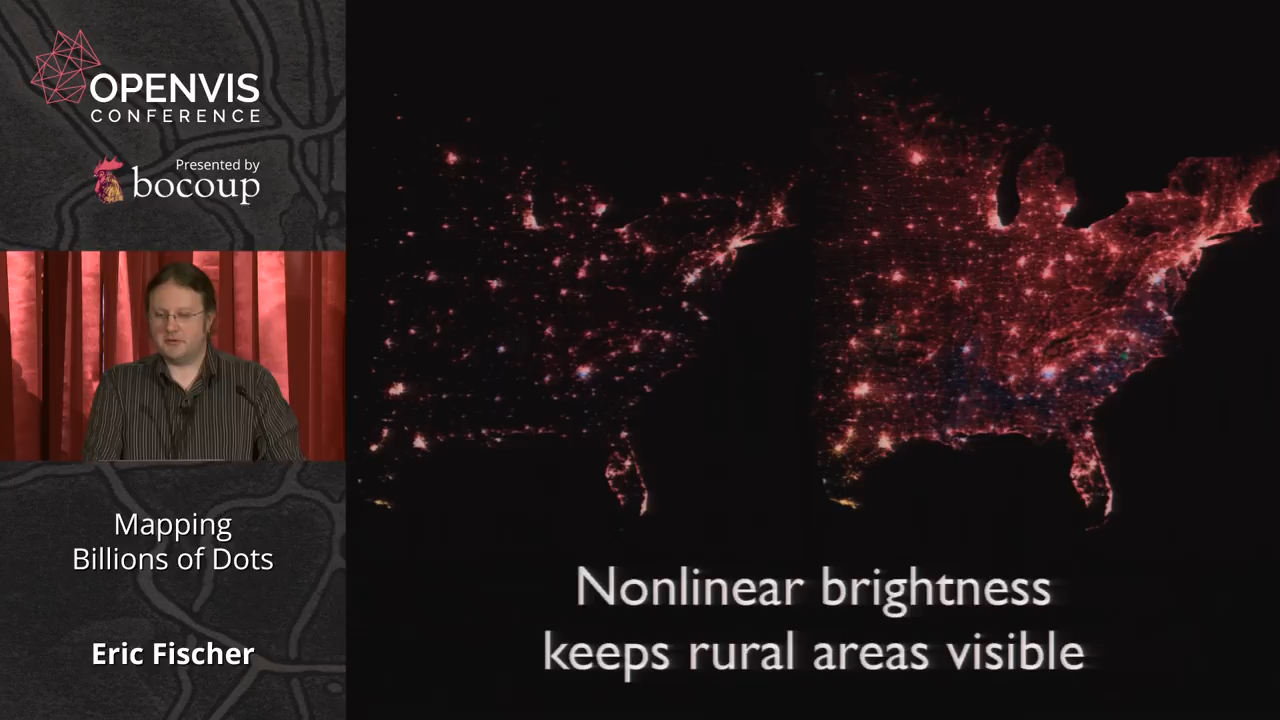 OPENVIS
CONFERENCE
Presented by
bocoup
Mapping
Billions of Dots
Eric Fischer
Nonlinear brightness
keeps rural areas visible